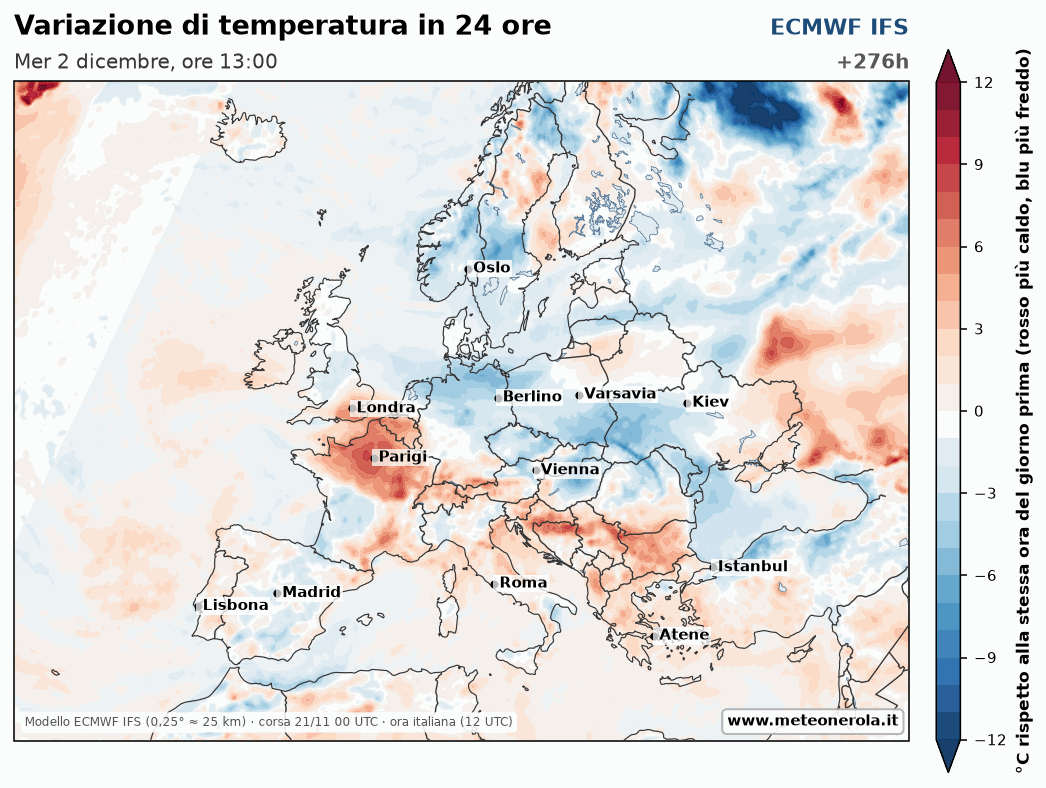 Variazione di temperatura in 24 ore
ECMWF IFS
Mer 2 dicembre, ore 13:00
+276h
Oslo
Londra
Berlino
Varsavia
Kiev
Parigi
Vienna
Istanbul
Roma
Madrid
Lisbona
Atene
Modello ECMWF IFS (0,25° ≈ 25 km) · corsa 21/11 00 UTC · ora italiana (12 UTC)
www.meteonerola.it
12
9
6
3
0
−3
−6
−9
−12
°C rispetto alla stessa ora del giorno prima (rosso più caldo, blu più freddo)